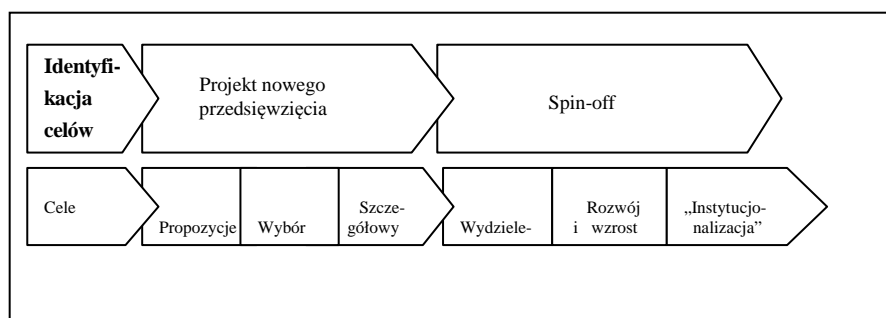 Identyfi-
kacja
celów
Projekt nowego
przedsięwzięcia
Spin-off
Cele
Propozycje
Wybór
Szcze-
gółowy
Wydziele-
Rozwój
i wzrost
„Instytucjo-
nalizacja”